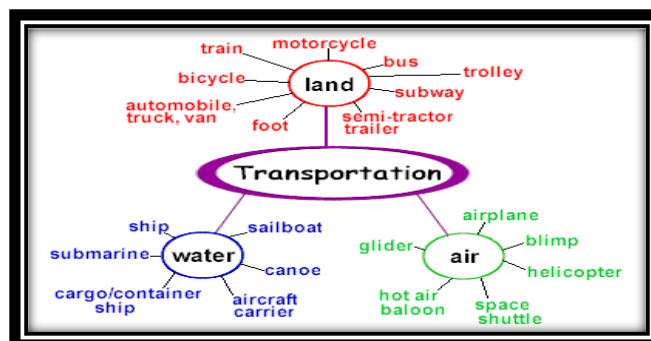 motorcycle
train
bus
trolley
bicycle
land
subway
automobile,
truck, van
foot
semi-tractor
trailer
Transportation
ship
sailboat
submarine
water
canoe
cargo/container
ship
aircraft
carrier
airplane
glider
blimp
air
helicopter
hot air
baloon
space
shuttle